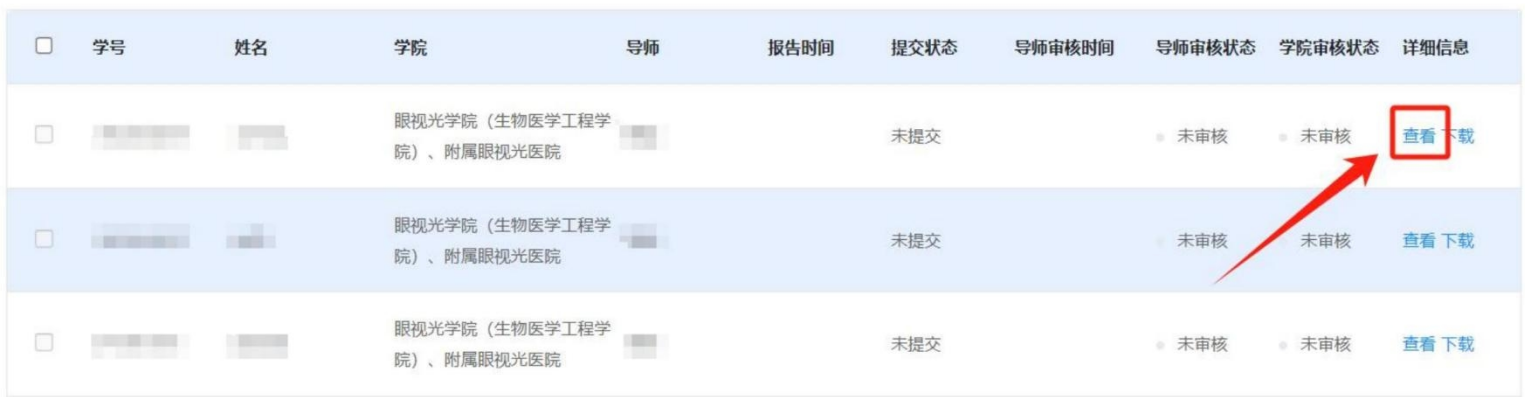 学号 姓名 学院 导师 报告时间 提交状态 导师审核时间 导师审核状态 学院审核状态 详细信息
眼视光学院（生物医学工程学
院）、附属眼视光医院
未提交 未审核 未审核 查看 下载
眼视光学院（生物医学工程学
院）、附属眼视光医院
未提交 未审核 未审核 查看 下载
眼视光学院（生物医学工程学
院）、附属眼视光医院
未提交 未审核 未审核 查看 下载